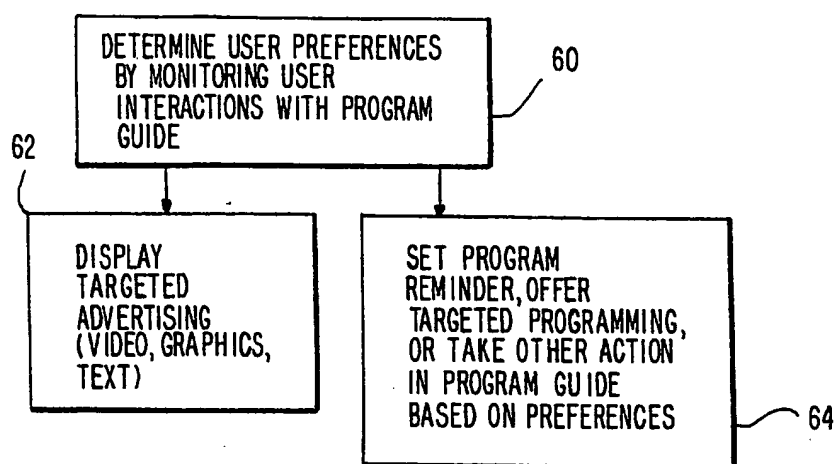 DETERMINE USER PREFERENCES
BY MONITORING USER
INTERACTIONS WITH PROGRAM
GUIDE
60
62
DISPLAY
TARGETED
ADVERTISING
(VIDEO, GRAPHICS,
TEXT)
SET PROGRAM
REMINDER, OFFER
TARGETED PROGRAMMING,
OR TAKE OTHER ACTION
IN PROGRAM GUIDE
BASED ON PREFERENCES
64